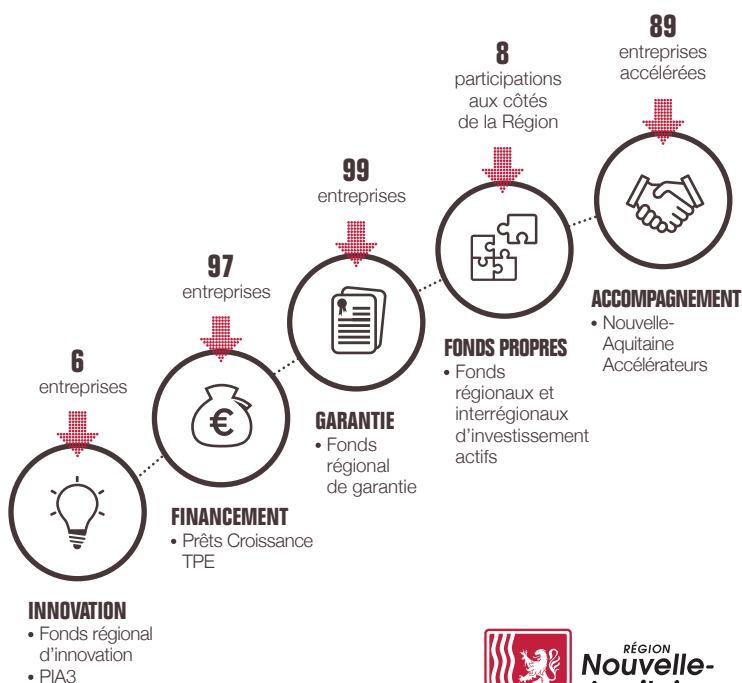 6
entreprises
INNOVATION
• Fonds régional
d'innovation
• PIA3
97
entreprises
FINANCEMENT
• Prêts Croissance
TPE
99
entreprises
GARANTIE
• Fonds
régional
de garantie
8
participations
aux côtés
de la Région
FONDS PROPRES
• Fonds
régionaux et
interrégionaux
d'investissement
actifs
89
entreprises
accélérées
ACCOMPAGNEMENT
• Nouvelle-
Aquitaine
Accélérateurs
RÉGION
Nouvelle-